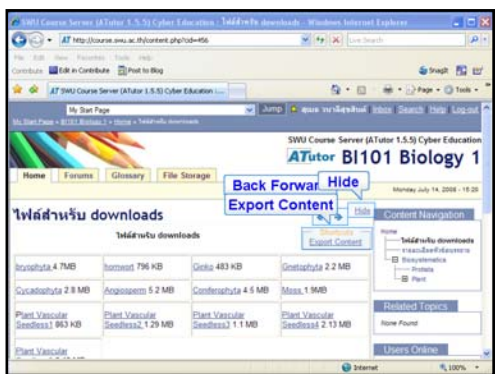 SWU Course Server (ATutor 1.5.5) Cyber Education : ไฟล์สำหรับ downloads - Windows Internet Explorer
http://course.swu.ac.th/content.php?cid=456
Live Search
File Edit View Favorites Tools Help
Contribute Edit in Contribute Post to Blog
SnagIt
SWU Course Server (ATutor 1.5.5) Cyber Education :...
Page Tools
My Start Page
Jump
Inbox Search Help Log-out
My Start Page > BI101 Biology 1 > Home > ไฟล์สำหรับ downloads
SWU Course Server (ATutor 1.5.5) Cyber Education
ATutor BI101 Biology 1
Home Forums Glossary File Storage
Monday July 14, 2008 - 15:20
Back Forward Hide
Export Content
ไฟล์สำหรับ downloads
Hide
Content Navigation
Shortcuts
Export Content
ไฟล์สำหรับ downloads
Home
ไฟล์สำหรับ downloads
Biosystematics
Protista
Plant
bryophyta 4.7MB
hornwort 796 KB
Ginko 483 KB
Gnetophyta 2.2 MB
Cycadophyta 2.8 MB
Angiosperm 5.2 MB
Coniferophyta 4.5 MB
Moss 1.9MB
Related Topics
None Found
Plant Vascular Seedless1 863 KB
Plant Vascular Seedless2 1.29 MB
Plant Vascular Seedless3 1.1 MB
Plant Vascular Seedless4 2.13 MB
Users Online
Plant Vascular
Internet
100%